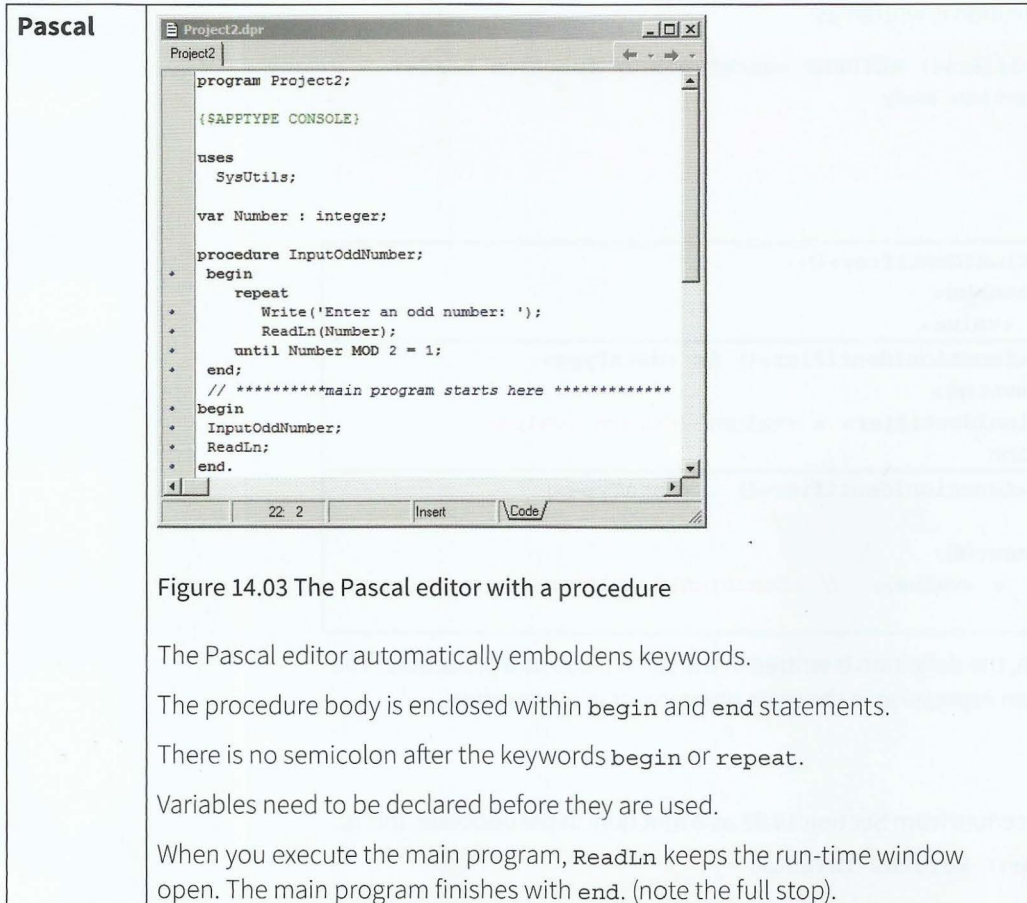 Pascal
Project2.dpr
Project2
program Project2;
{$APPTYPE CONSOLE}
uses
SysUtils;
var Number : integer;
procedure InputOddNumber;
begin
repeat
Write('Enter an odd number: ');
ReadLn(Number);
until Number MOD 2 = 1;
end;
// **********main program starts here *************
begin
InputOddNumber;
ReadLn;
end.
22: 2 Insert Code
Figure 14.03 The Pascal editor with a procedure
The Pascal editor automatically emboldens keywords.
The procedure body is enclosed within begin and end statements.
There is no semicolon after the keywords begin or repeat.
Variables need to be declared before they are used.
When you execute the main program, ReadLn keeps the run-time window
open. The main program finishes with end. (note the full stop).